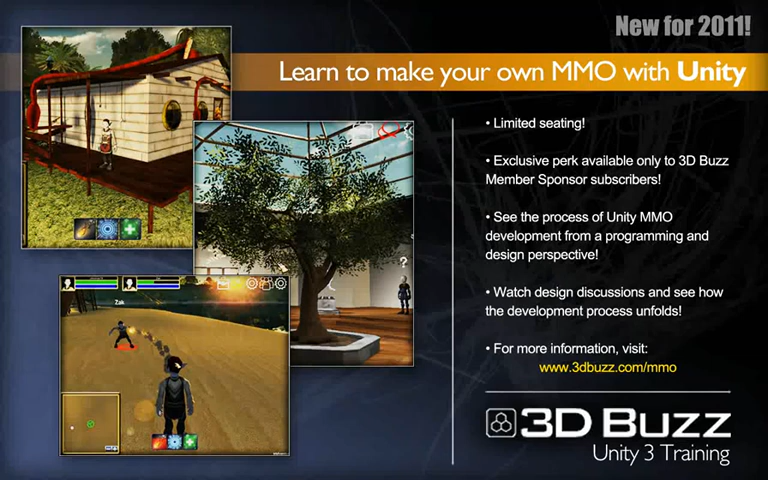 New for 2011!
Learn to make your own MMO with Unity
• Limited seating!
• Exclusive perk available only to 3D Buzz
Member Sponsor subscribers!
• See the process of Unity MMO
development from a programming and
design perspective!
• Watch design discussions and see how
the development process unfolds!
• For more information, visit:
www.3dbuzz.com/mmo
3D BUZZ
Unity 3 Training
Zak
?